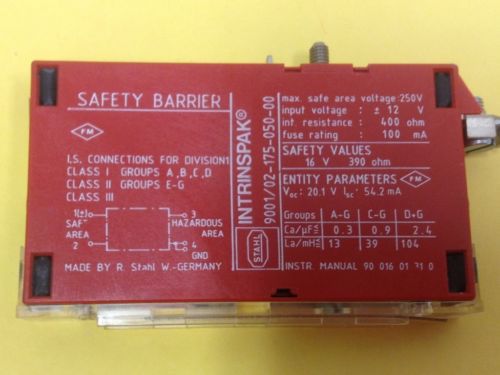 SAFETY BARRIER
FM
I.S. CONNECTIONS FOR DIVISION1
CLASS I GROUPS A,B,C,D
CLASS II GROUPS E-G
CLASS III
1(±)
SAFE
AREA
2
3
HAZARDOUS
AREA
4
GND
MADE BY R. Stahl W.-GERMANY
INTRINSPAK®
9001/02-175-050-00
STAHL
max. safe area voltage:250V
input voltage : ± 12 V
int. resistance : 400 ohm
fuse rating : 100 mA
SAFETY VALUES
16 V 390 ohm
ENTITY PARAMETERS FM
Voc: 20.1 V Isc: 54.2 mA
Groups A-G C-G D+G
Ca/µF≤ 0.3 0.9 2.4
La/mH≤ 13 39 104
INSTR. MANUAL 90 016 01 31 0